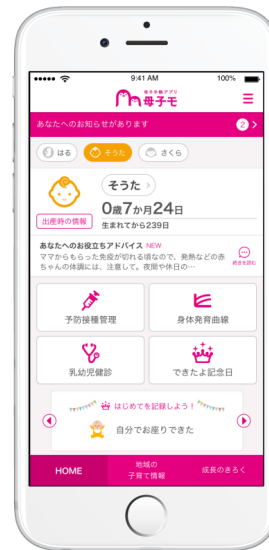 9:41 AM
100%
母子手帳アプリ
母子モ
あなたへのお知らせがあります
2
はる
そうた
さくら
そうた
0歳7か月24日
出産時の情報
生まれてから239日
あなたへのお役立ちアドバイス NEW
ママからもらった免疫が切れる頃なので、発熱などの赤
ちゃんの体調には、注意して。夜間や休日の…
続きを読む
予防接種管理
身体発育曲線
乳幼児健診
できたよ記念日
はじめてを記録しよう!
自分でお座りできた
HOME
地域の
子育て情報
成長のきろく